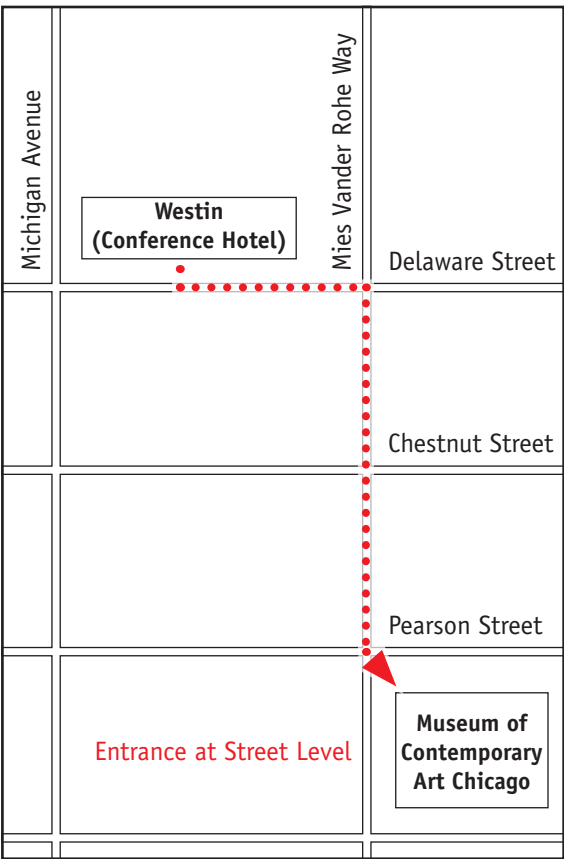 Michigan Avenue
Mies Vander Rohe Way
Westin
(Conference Hotel)
Delaware Street
Chestnut Street
Pearson Street
Entrance at Street Level
Museum of
Contemporary
Art Chicago